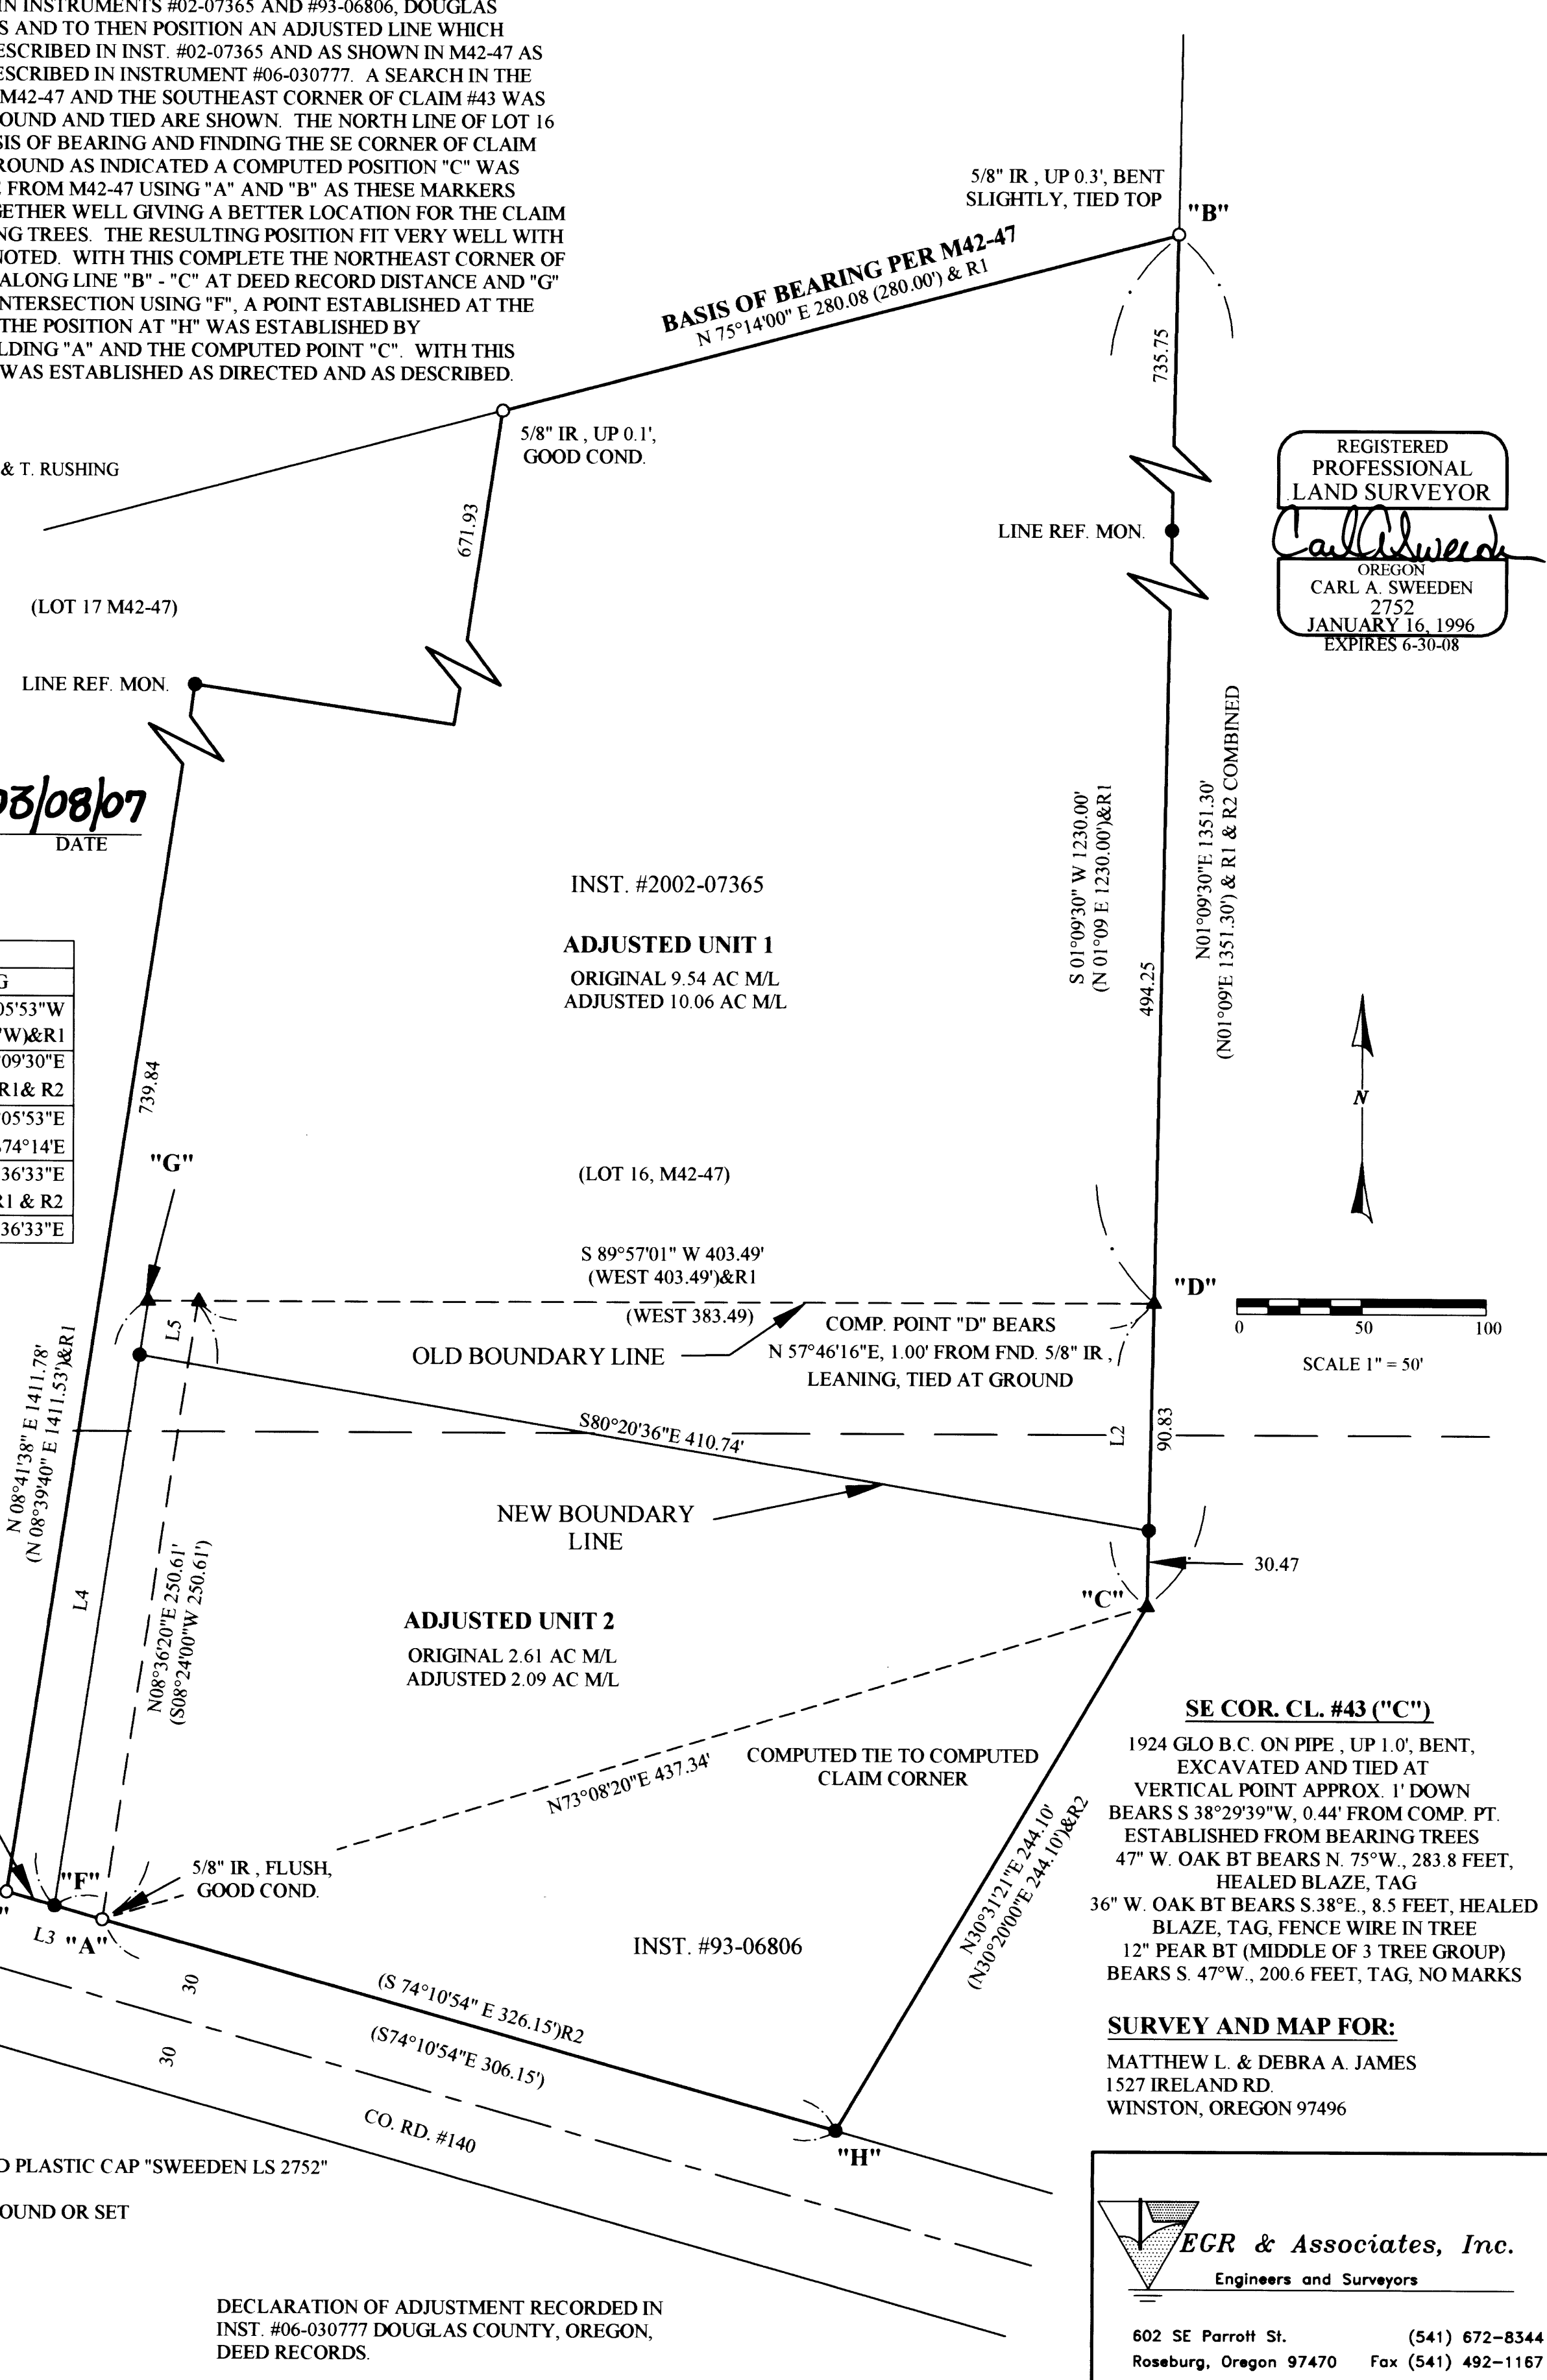 IN INSTRUMENTS #02-07365 AND #93-06806, DOUGLAS
S AND TO THEN POSITION AN ADJUSTED LINE WHICH
ESCRIBED IN INST. #02-07365 AND AS SHOWN IN M42-47 AS
ESCRIBED IN INSTRUMENT #06-030777. A SEARCH IN THE
M42-47 AND THE SOUTHEAST CORNER OF CLAIM #43 WAS
OUND AND TIED ARE SHOWN. THE NORTH LINE OF LOT 16
SIS OF BEARING AND FINDING THE SE CORNER OF CLAIM
ROUND AS INDICATED A COMPUTED POSITION "C" WAS
FROM M42-47 USING "A" AND "B" AS THESE MARKERS
GETHER WELL GIVING A BETTER LOCATION FOR THE CLAIM
NG TREES. THE RESULTING POSITION FIT VERY WELL WITH
NOTED. WITH THIS COMPLETE THE NORTHEAST CORNER OF
ALONG LINE "B" - "C" AT DEED RECORD DISTANCE AND "G"
NTERSECTION USING "F", A POINT ESTABLISHED AT THE
THE POSITION AT "H" WAS ESTABLISHED BY
LDING "A" AND THE COMPUTED POINT "C". WITH THIS
WAS ESTABLISHED AS DIRECTED AND AS DESCRIBED.
5/8" IR , UP 0.3', BENT
SLIGHTLY, TIED TOP
"B"
BASIS OF BEARING PER M42-47
N 75°14'00" E 280.08 (280.00') & R1
735.75
5/8" IR , UP 0.1',
GOOD COND.
& T. RUSHING
671.93
LINE REF. MON.
REGISTERED
PROFESSIONAL
LAND SURVEYOR
Carl A Sweeden
OREGON
CARL A. SWEEDEN
2752
JANUARY 16, 1996
EXPIRES 6-30-08
(LOT 17 M42-47)
LINE REF. MON.
03/08/07
DATE
INST. #2002-07365
ADJUSTED UNIT 1
ORIGINAL 9.54 AC M/L
ADJUSTED 10.06 AC M/L
S 01°09'30" W 1230.00'
(N 01°09 E 1230.00')&R1
494.25
N01°09'30"E 1351.30'
(N01°09'E 1351.30') & R1 & R2 COMBINED
G
05'53"W
'W)&R1
°09'30"E
R1& R2
°05'53"E
74°14'E
36'33"E
R1 & R2
36'33"E
739.84
N
"G"
(LOT 16, M42-47)
S 89°57'01" W 403.49'
(WEST 403.49')&R1
(WEST 383.49)
L5
OLD BOUNDARY LINE
COMP. POINT "D" BEARS
N 57°46'16"E, 1.00' FROM FND. 5/8" IR ,
LEANING, TIED AT GROUND
"D"
0 50 100
SCALE 1" = 50'
N 08°41'38" E 1411.78'
(N 08°39'40" E 1411.53')&R1
S80°20'36"E 410.74'
L2
90.83
NEW BOUNDARY
LINE
30.47
"C"
L4
N08°36'20"E 250.61'
(S08°24'00"W 250.61')
ADJUSTED UNIT 2
ORIGINAL 2.61 AC M/L
ADJUSTED 2.09 AC M/L
N73°08'20"E 437.34'
COMPUTED TIE TO COMPUTED
CLAIM CORNER
SE COR. CL. #43 ("C")
1924 GLO B.C. ON PIPE , UP 1.0', BENT,
EXCAVATED AND TIED AT
VERTICAL POINT APPROX. 1' DOWN
BEARS S 38°29'39"W, 0.44' FROM COMP. PT.
ESTABLISHED FROM BEARING TREES
47" W. OAK BT BEARS N. 75°W., 283.8 FEET,
HEALED BLAZE, TAG
36" W. OAK BT BEARS S.38°E., 8.5 FEET, HEALED
BLAZE, TAG, FENCE WIRE IN TREE
12" PEAR BT (MIDDLE OF 3 TREE GROUP)
BEARS S. 47°W., 200.6 FEET, TAG, NO MARKS
N30°31'21"E 244.10'
(N30°20'00"E 244.10')&R2
5/8" IR , FLUSH,
GOOD COND.
"F"
L3
"A"
30
30
INST. #93-06806
(S 74°10'54" E 326.15')R2
(S74°10'54"E 306.15')
CO. RD. #140
"H"
SURVEY AND MAP FOR:
MATTHEW L. & DEBRA A. JAMES
1527 IRELAND RD.
WINSTON, OREGON 97496
D PLASTIC CAP "SWEEDEN LS 2752"
OUND OR SET
DECLARATION OF ADJUSTMENT RECORDED IN
INST. #06-030777 DOUGLAS COUNTY, OREGON,
DEED RECORDS.
EGR & Associates, Inc.
Engineers and Surveyors
602 SE Parrott St. (541) 672-8344
Roseburg, Oregon 97470 Fax (541) 492-1167